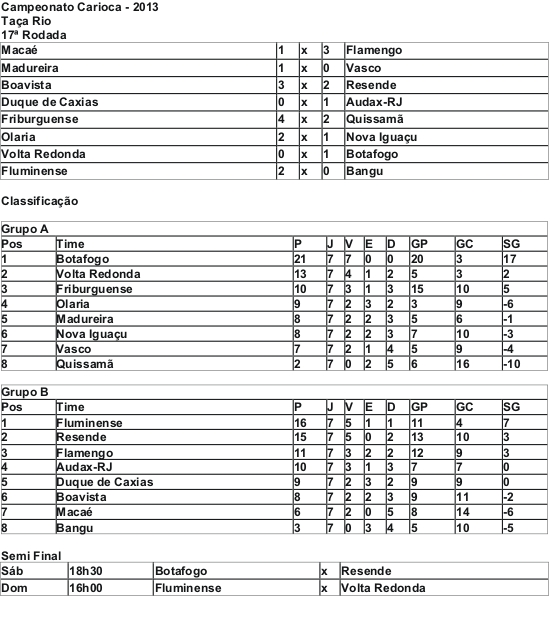 Campeonato Carioca - 2013
Taça Rio
17ª Rodada
Macaé 1 x 3 Flamengo
Madureira 1 x 0 Vasco
Boavista 3 x 2 Resende
Duque de Caxias 0 x 1 Audax-RJ
Friburguense 4 x 2 Quissamã
Olaria 2 x 1 Nova Iguaçu
Volta Redonda 0 x 1 Botafogo
Fluminense 2 x 0 Bangu
Classificação
Grupo A
Pos Time P J V E D GP GC SG
1 Botafogo 21 7 7 0 0 20 3 17
2 Volta Redonda 13 7 4 1 2 5 3 2
3 Friburguense 10 7 3 1 3 15 10 5
4 Olaria 9 7 2 3 2 3 9 -6
5 Madureira 8 7 2 2 3 5 6 -1
6 Nova Iguaçu 8 7 2 2 3 7 10 -3
7 Vasco 7 7 2 1 4 5 9 -4
8 Quissamã 2 7 0 2 5 6 16 -10
Grupo B
Pos Time P J V E D GP GC SG
1 Fluminense 16 7 5 1 1 11 4 7
2 Resende 15 7 5 0 2 13 10 3
3 Flamengo 11 7 3 2 2 12 9 3
4 Audax-RJ 10 7 3 1 3 7 7 0
5 Duque de Caxias 9 7 2 3 2 9 9 0
6 Boavista 8 7 2 2 3 9 11 -2
7 Macaé 6 7 2 0 5 8 14 -6
8 Bangu 3 7 0 3 4 5 10 -5
Semi Final
Sáb 18h30 Botafogo x Resende
Dom 16h00 Fluminense x Volta Redonda